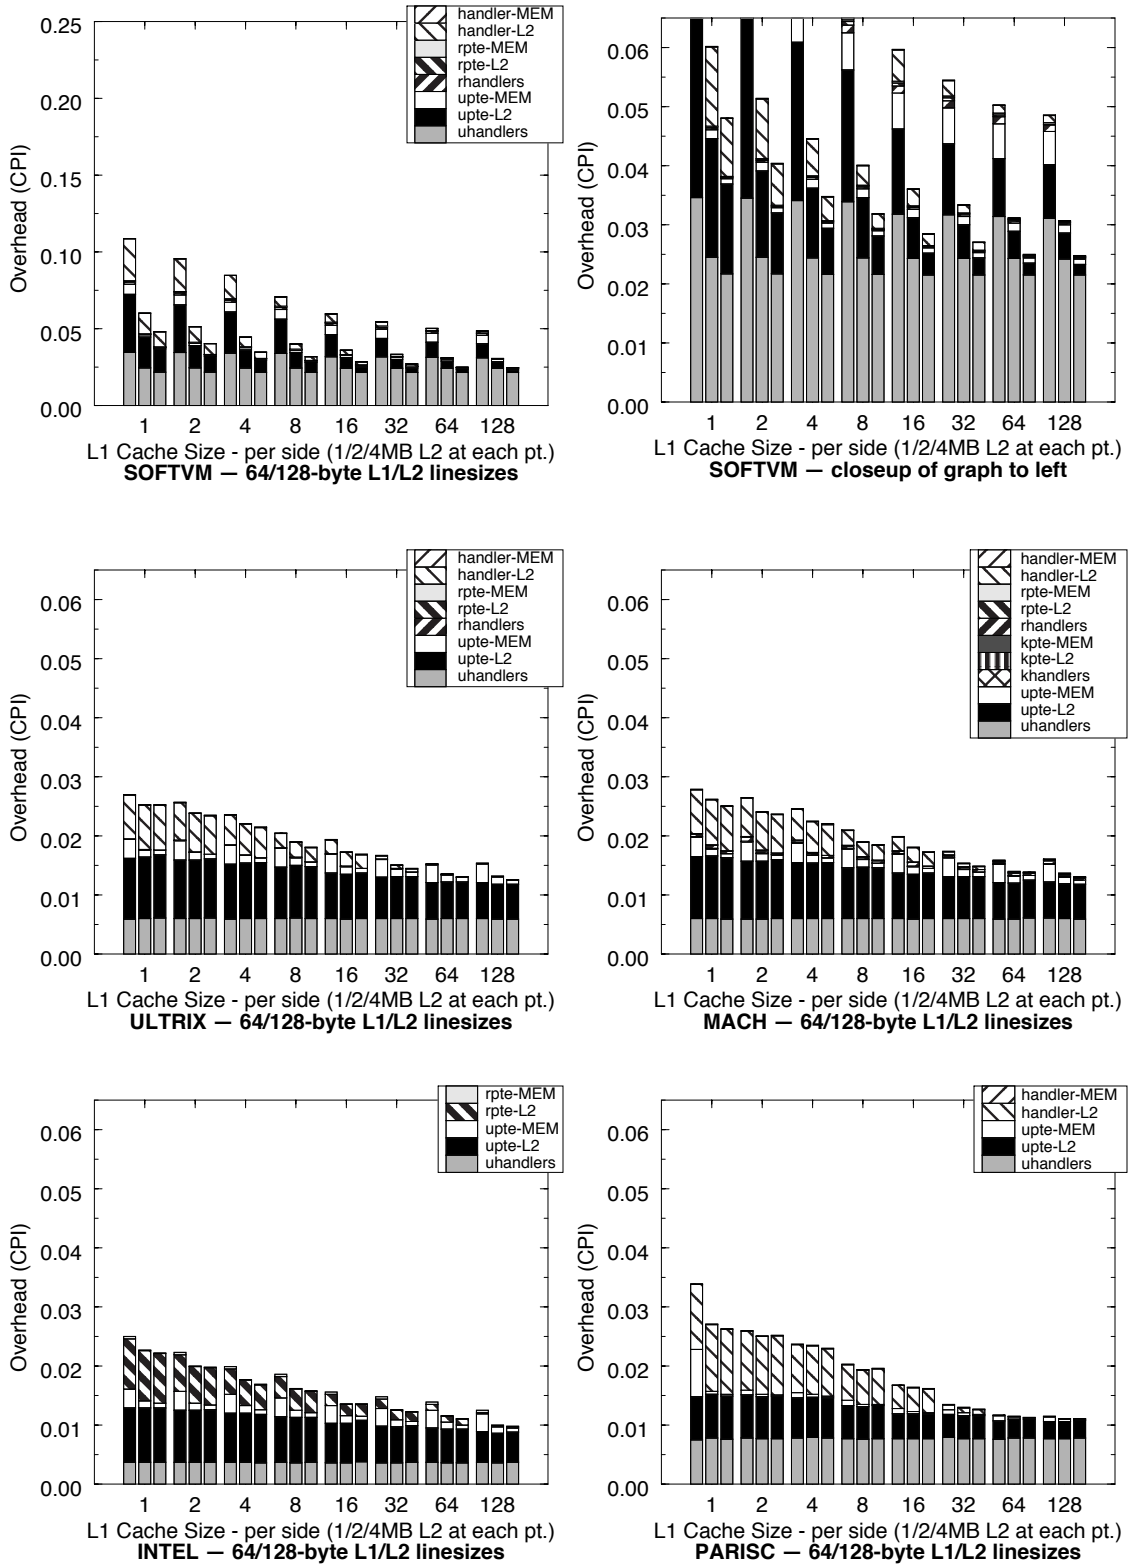 0.25
0.20
0.15
0.10
0.05
0.00
Overhead (CPI)
handler-MEM
handler-L2
rpte-MEM
rpte-L2
rhandlers
upte-MEM
upte-L2
uhandlers
1 2 4 8 16 32 64 128
L1 Cache Size - per side (1/2/4MB L2 at each pt.)
SOFTVM — 64/128-byte L1/L2 linesizes
0.06
0.05
0.04
0.03
0.02
0.01
0.00
Overhead (CPI)
1 2 4 8 16 32 64 128
L1 Cache Size - per side (1/2/4MB L2 at each pt.)
SOFTVM — closeup of graph to left
0.06
0.05
0.04
0.03
0.02
0.01
0.00
Overhead (CPI)
handler-MEM
handler-L2
rpte-MEM
rpte-L2
rhandlers
upte-MEM
upte-L2
uhandlers
1 2 4 8 16 32 64 128
L1 Cache Size - per side (1/2/4MB L2 at each pt.)
ULTRIX — 64/128-byte L1/L2 linesizes
0.06
0.05
0.04
0.03
0.02
0.01
0.00
Overhead (CPI)
handler-MEM
handler-L2
rpte-MEM
rpte-L2
rhandlers
kpte-MEM
kpte-L2
khandlers
upte-MEM
upte-L2
uhandlers
1 2 4 8 16 32 64 128
L1 Cache Size - per side (1/2/4MB L2 at each pt.)
MACH — 64/128-byte L1/L2 linesizes
0.06
0.05
0.04
0.03
0.02
0.01
0.00
Overhead (CPI)
rpte-MEM
rpte-L2
upte-MEM
upte-L2
uhandlers
1 2 4 8 16 32 64 128
L1 Cache Size - per side (1/2/4MB L2 at each pt.)
INTEL — 64/128-byte L1/L2 linesizes
0.06
0.05
0.04
0.03
0.02
0.01
0.00
Overhead (CPI)
handler-MEM
handler-L2
upte-MEM
upte-L2
uhandlers
1 2 4 8 16 32 64 128
L1 Cache Size - per side (1/2/4MB L2 at each pt.)
PARISC — 64/128-byte L1/L2 linesizes